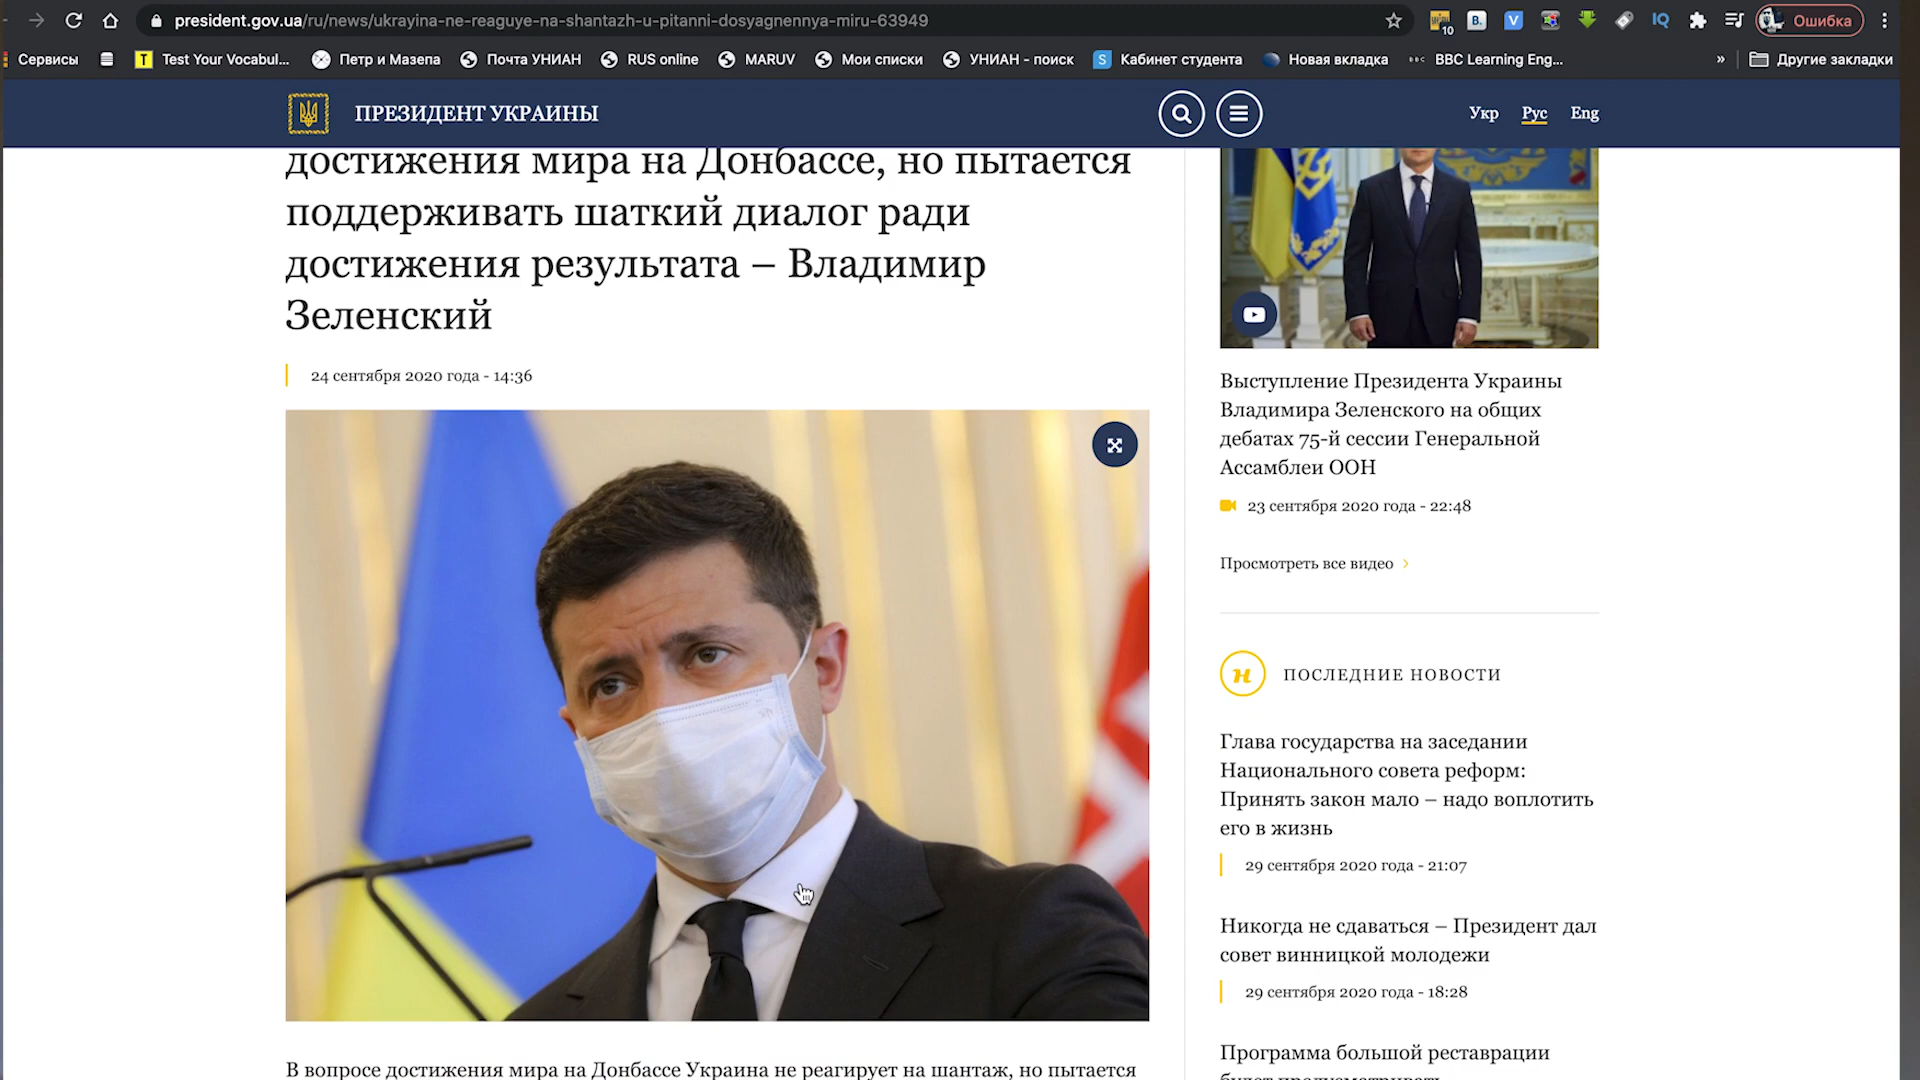 president.gov.ua/ru/news/ukrayina-ne-reaguye-na-shantazh-u-pitanni-dosyagnennya-miru-63949
10
B.
V
IQ
Ошибка
Сервисы
T
Test Your Vocabul...
Петр и Мазепа
Почта УНИАН
RUS online
MARUV
Мои списки
УНИАН - поиск
S
Кабинет студента
Новая вкладка
BBC
BBC Learning Eng...
»
Другие закладки
ПРЕЗИДЕНТ УКРАИНЫ
Укр
Рус
Eng
достижения мира на Донбассе, но пытается
поддерживать шаткий диалог ради
достижения результата – Владимир
Зеленский
24 сентября 2020 года - 14:36
В вопросе достижения мира на Донбассе Украина не реагирует на шантаж, но пытается
Выступление Президента Украины
Владимира Зеленского на общих
дебатах 75-й сессии Генеральной
Ассамблеи ООН
23 сентября 2020 года - 22:48
Просмотреть все видео
н
ПОСЛЕДНИЕ НОВОСТИ
Глава государства на заседании
Национального совета реформ:
Принять закон мало – надо воплотить
его в жизнь
29 сентября 2020 года - 21:07
Никогда не сдаваться – Президент дал
совет винницкой молодежи
29 сентября 2020 года - 18:28
Программа большой реставрации